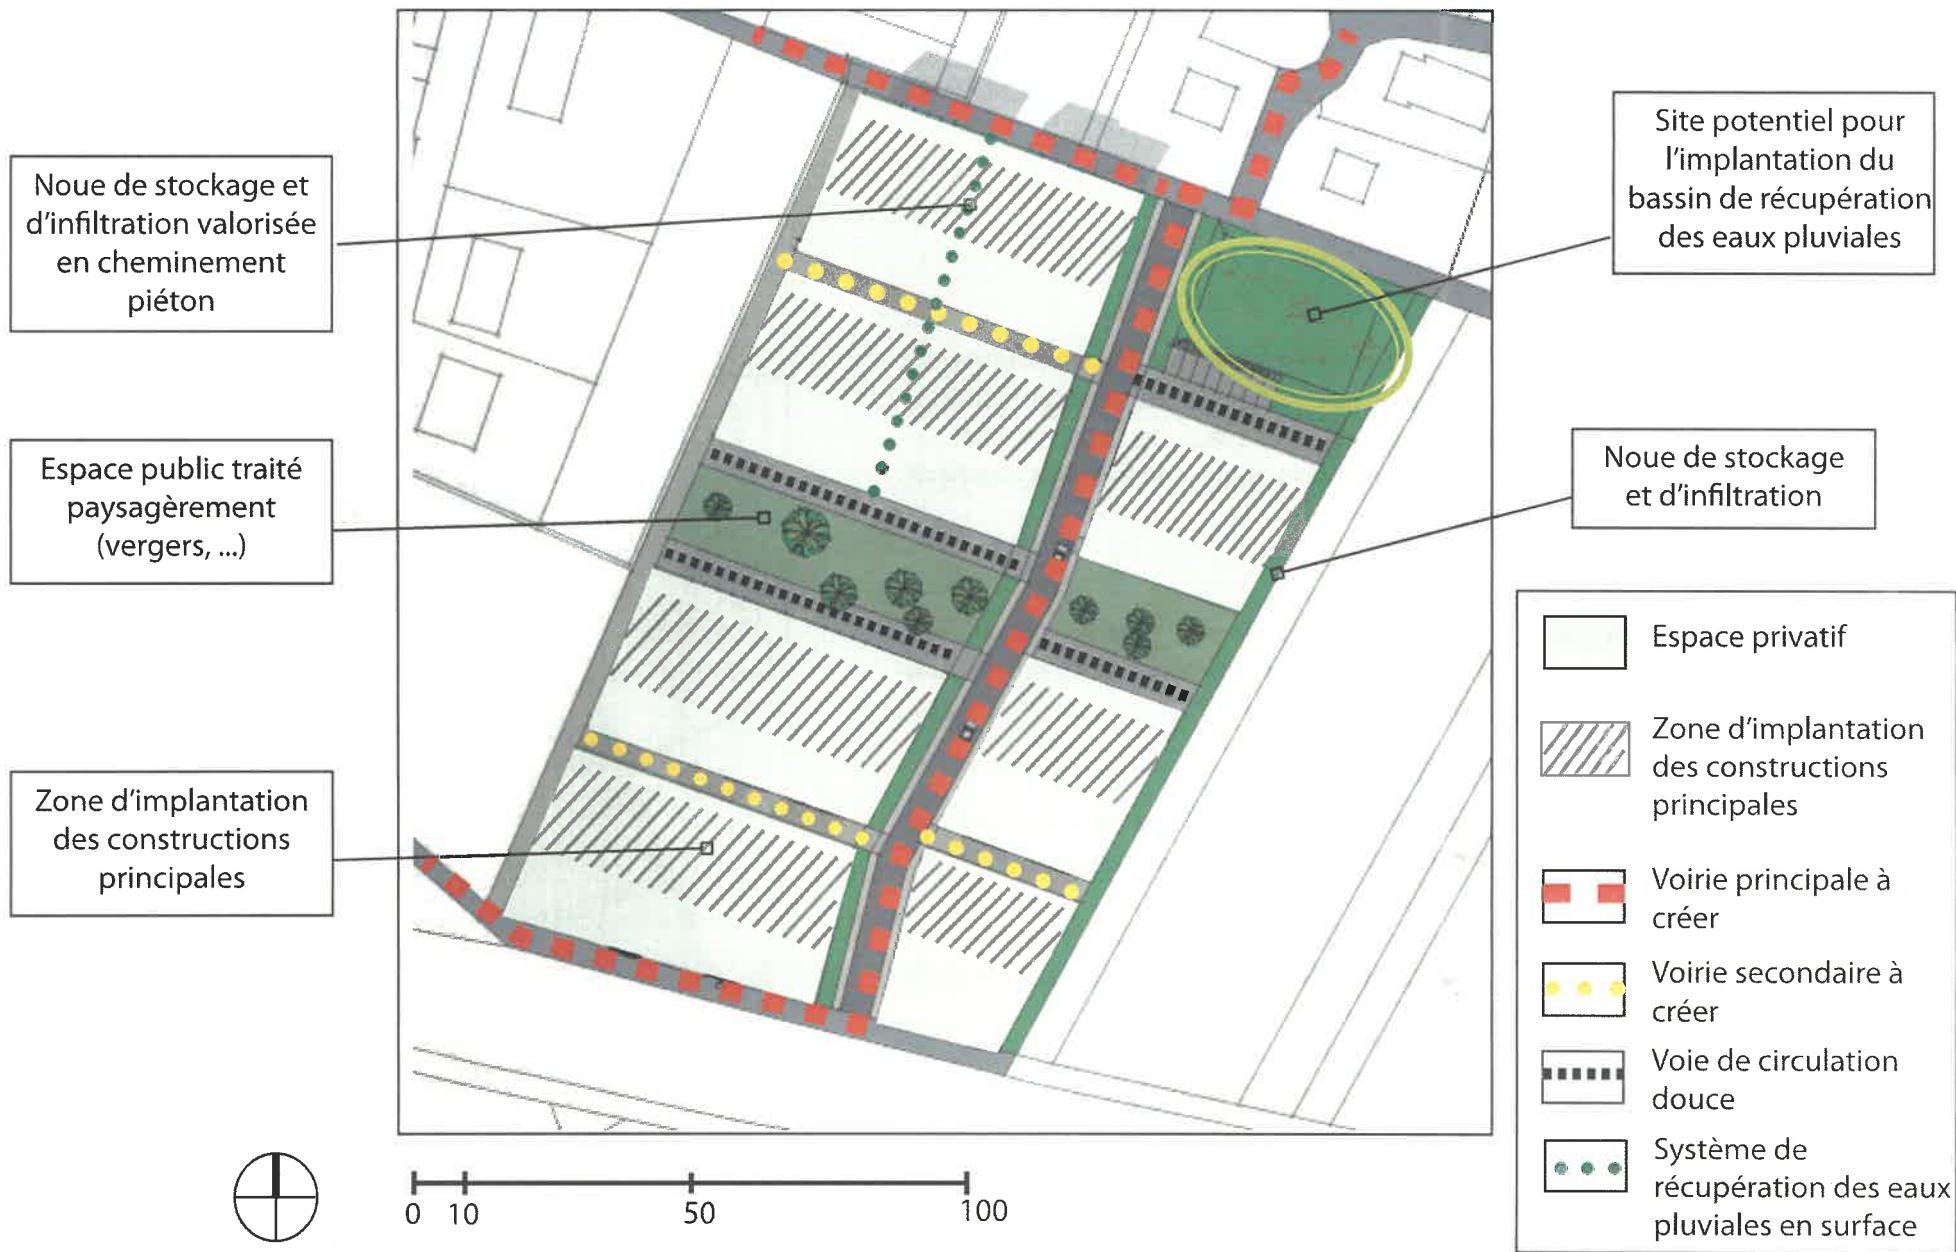 Noue de stockage et
d'infiltration valorisée
en cheminement
piéton
Espace public traité
paysagèrement
(vergers, ...)
Zone d'implantation
des constructions
principales
Site potentiel pour
l'implantation du
bassin de récupération
des eaux pluviales
Noue de stockage
et d'infiltration
Espace privatif
Zone d'implantation
des constructions
principales
Voirie principale à
créer
Voirie secondaire à
créer
Voie de circulation
douce
Système de
récupération des eaux
pluviales en surface
0 10 50 100